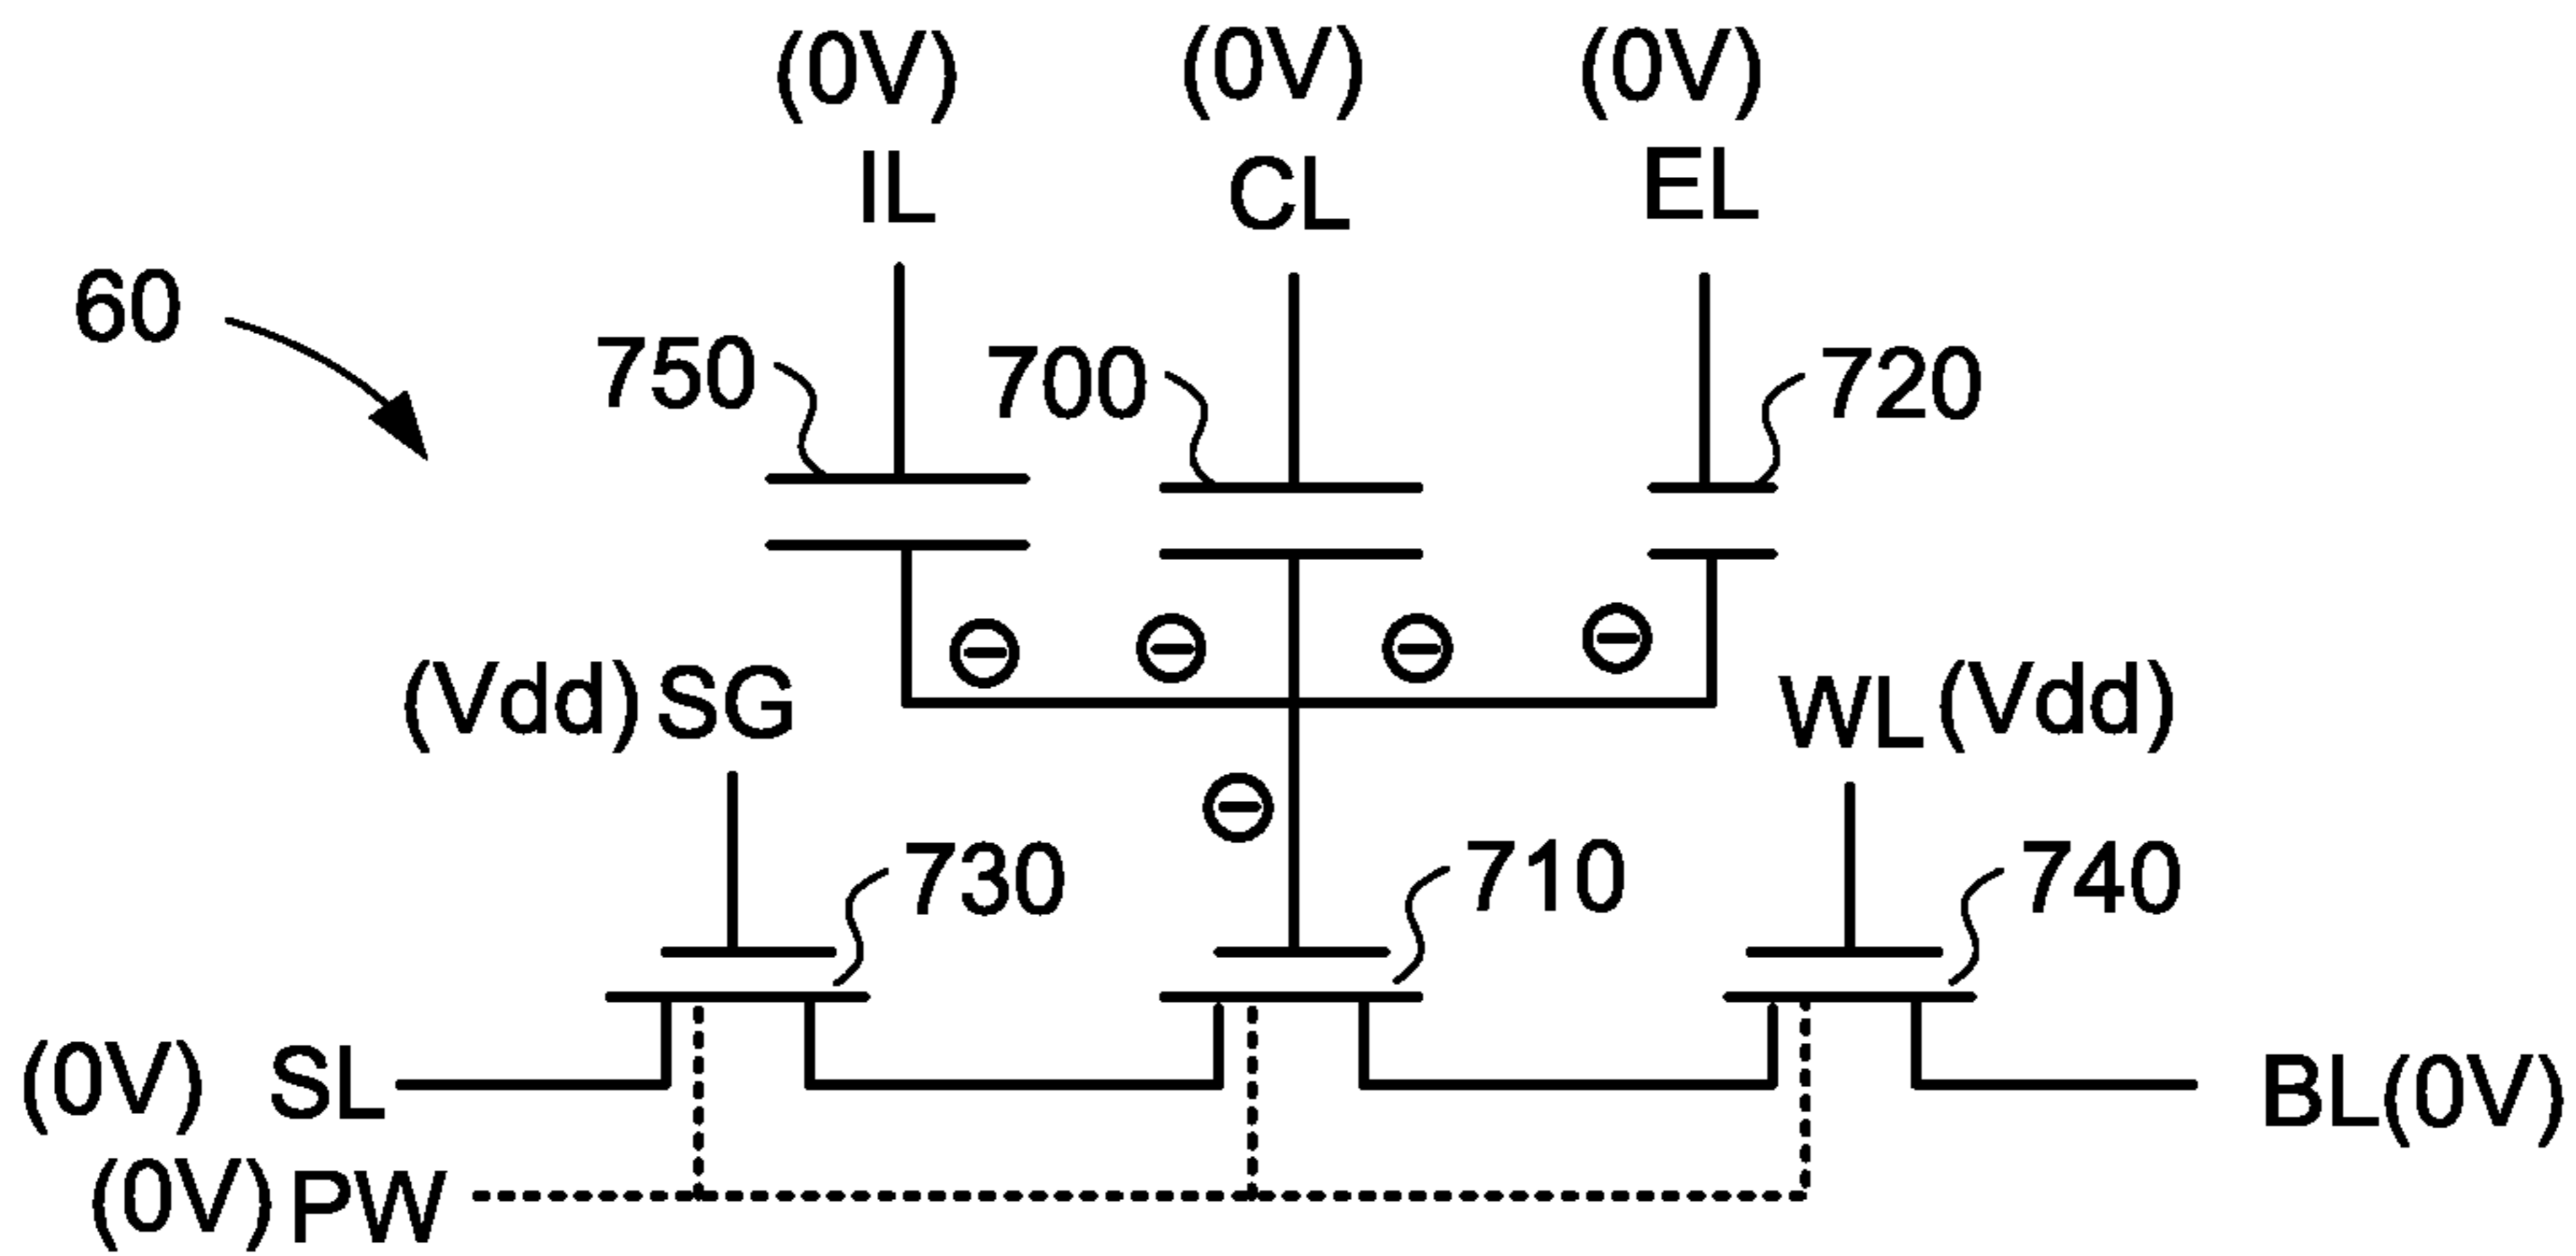 (0V) (0V) (0V)
IL CL EL
60
750 700 720
(Vdd) SG WL (Vdd)
730 710 740
(0V) SL BL(0V)
(0V) PW